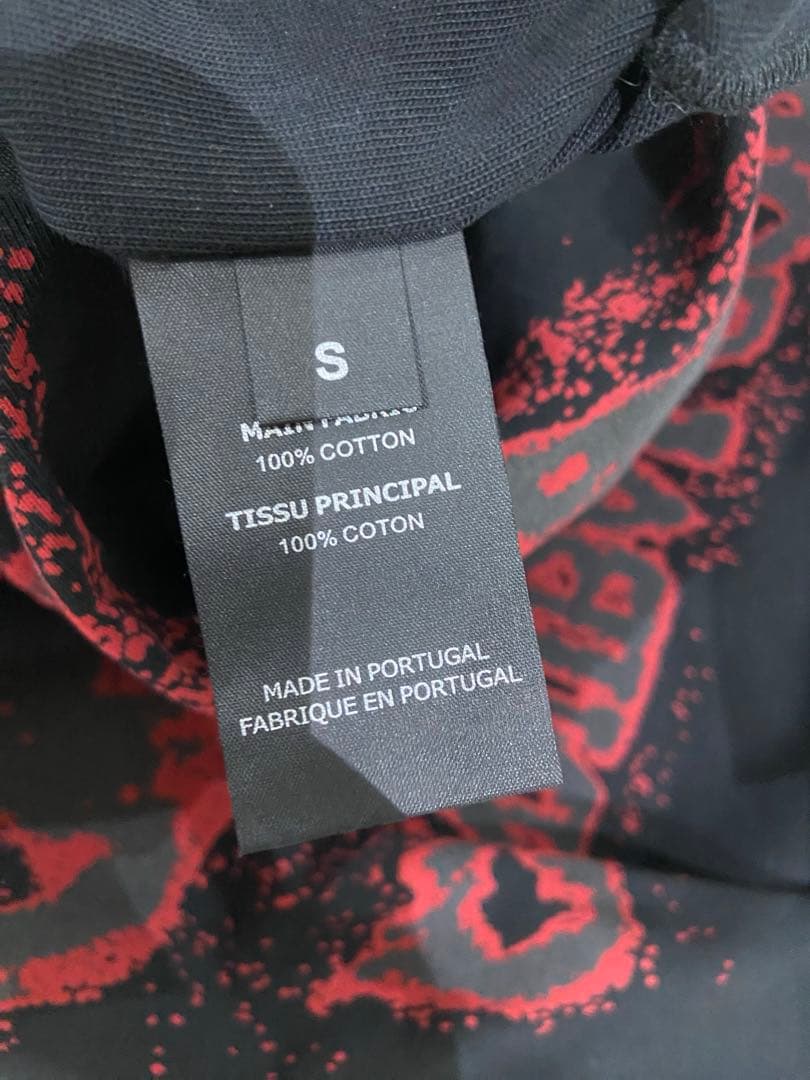 S
MAIN FABRIC
100% COTTON
TISSU PRINCIPAL
100% COTON
MADE IN PORTUGAL
FABRIQUE EN PORTUGAL